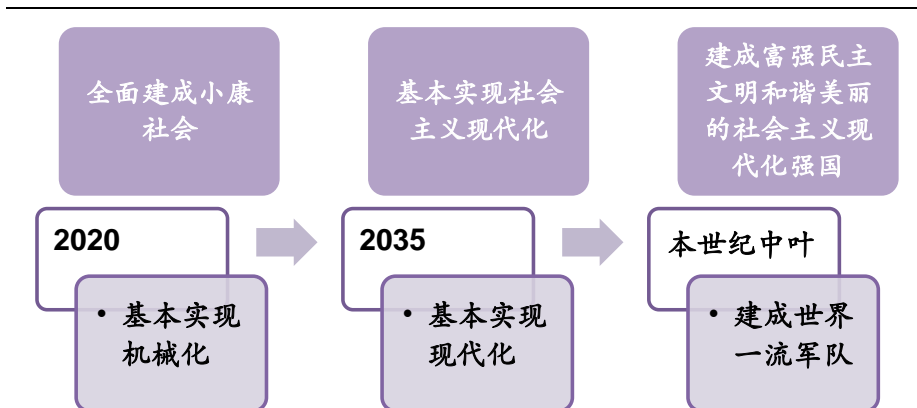 全面建成小康
社会
基本实现社会
主义现代化
建成富强民主
文明和谐美丽
的社会主义现
代化强国
2020
2035
本世纪中叶
• 基本实现
机械化
• 基本实现
现代化
• 建成世界
一流军队